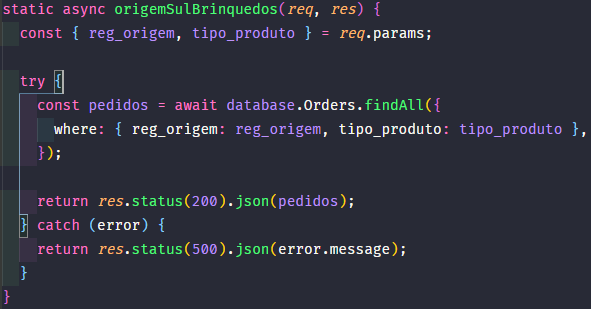 static async origemSulBrinquedos(req, res) {
const { reg_origem, tipo_produto } = req.params;
try {
const pedidos = await database.Orders.findAll({
where: { reg_origem: reg_origem, tipo_produto: tipo_produto },
});
return res.status(200).json(pedidos);
} catch (error) {
return res.status(500).json(error.message);
}
}